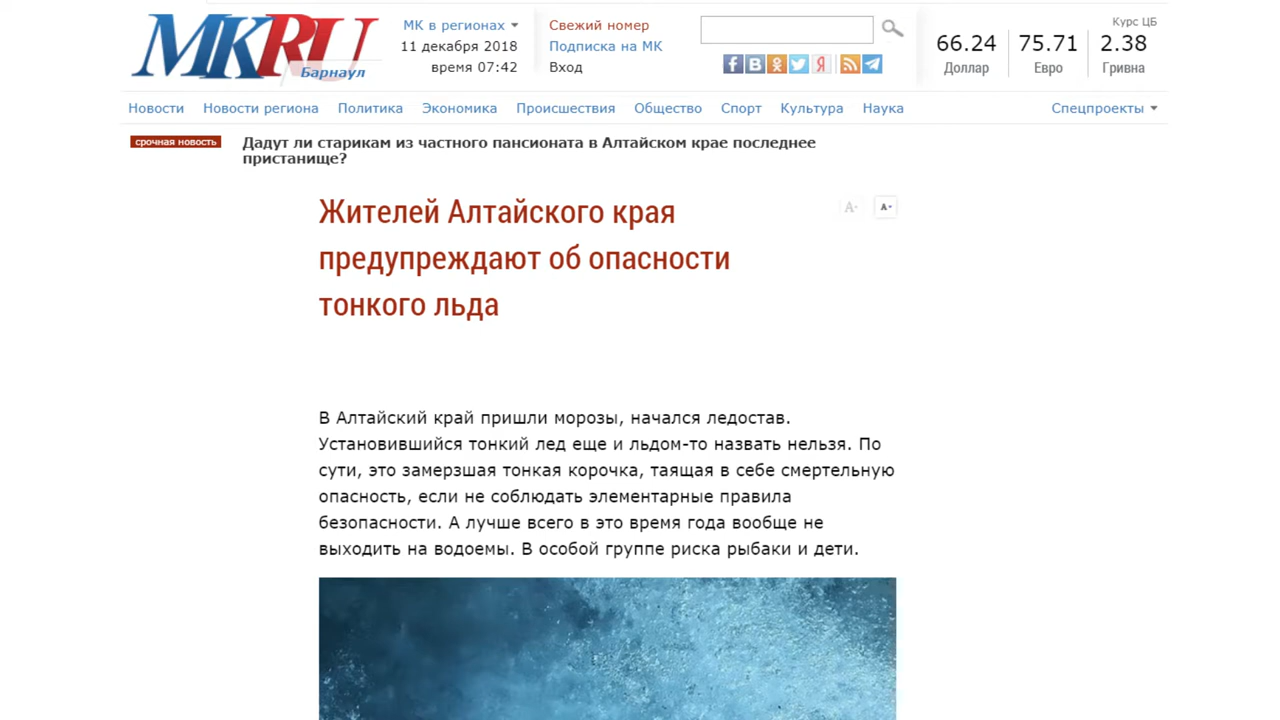 MKRU
Барнаул
МК в регионах
11 декабря 2018
время 07:42
Свежий номер
Подписка на МК
Вход
Курс ЦБ
66.24 75.71 2.38
Доллар Евро Гривна
Новости Новости региона Политика Экономика Происшествия Общество Спорт Культура Наука Спецпроекты
срочная новость
Дадут ли старикам из частного пансионата в Алтайском крае последнее
пристанище?
Жителей Алтайского края
предупреждают об опасности
тонкого льда
В Алтайский край пришли морозы, начался ледостав.
Установившийся тонкий лед еще и льдом-то назвать нельзя. По
сути, это замерзшая тонкая корочка, таящая в себе смертельную
опасность, если не соблюдать элементарные правила
безопасности. А лучше всего в это время года вообще не
выходить на водоемы. В особой группе риска рыбаки и дети.